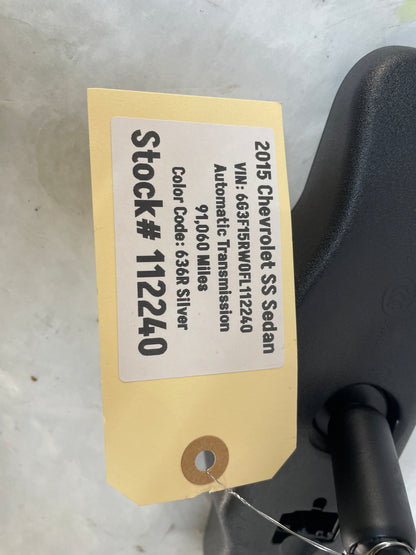 2015 Chevrolet SS Sedan
VIN: 6G3F15RW0FL112240
Automatic Transmission
91,060 Miles
Color Code: 636R Silver
Stock# 112240